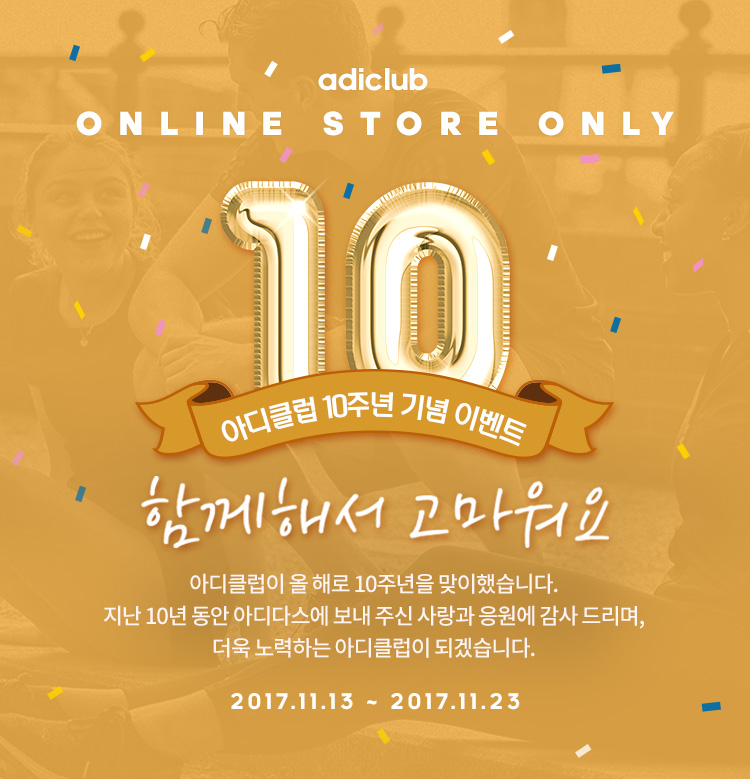 adiclub
ONLINE STORE ONLY
10
아디클럽 10주년 기념 이벤트
함께해서 고마워요
아디클럽이 올 해로 10주년을 맞이했습니다.
지난 10년 동안 아디다스에 보내 주신 사랑과 응원에 감사 드리며,
더욱 노력하는 아디클럽이 되겠습니다.
2017.11.13 ~ 2017.11.23